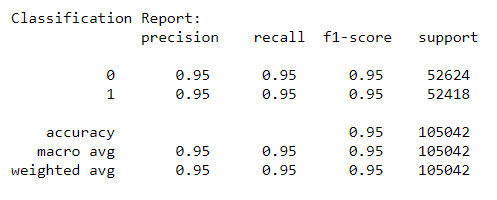 Classification Report:
precision recall f1-score support
0 0.95 0.95 0.95 52624
1 0.95 0.95 0.95 52418
accuracy 0.95 105042
macro avg 0.95 0.95 0.95 105042
weighted avg 0.95 0.95 0.95 105042